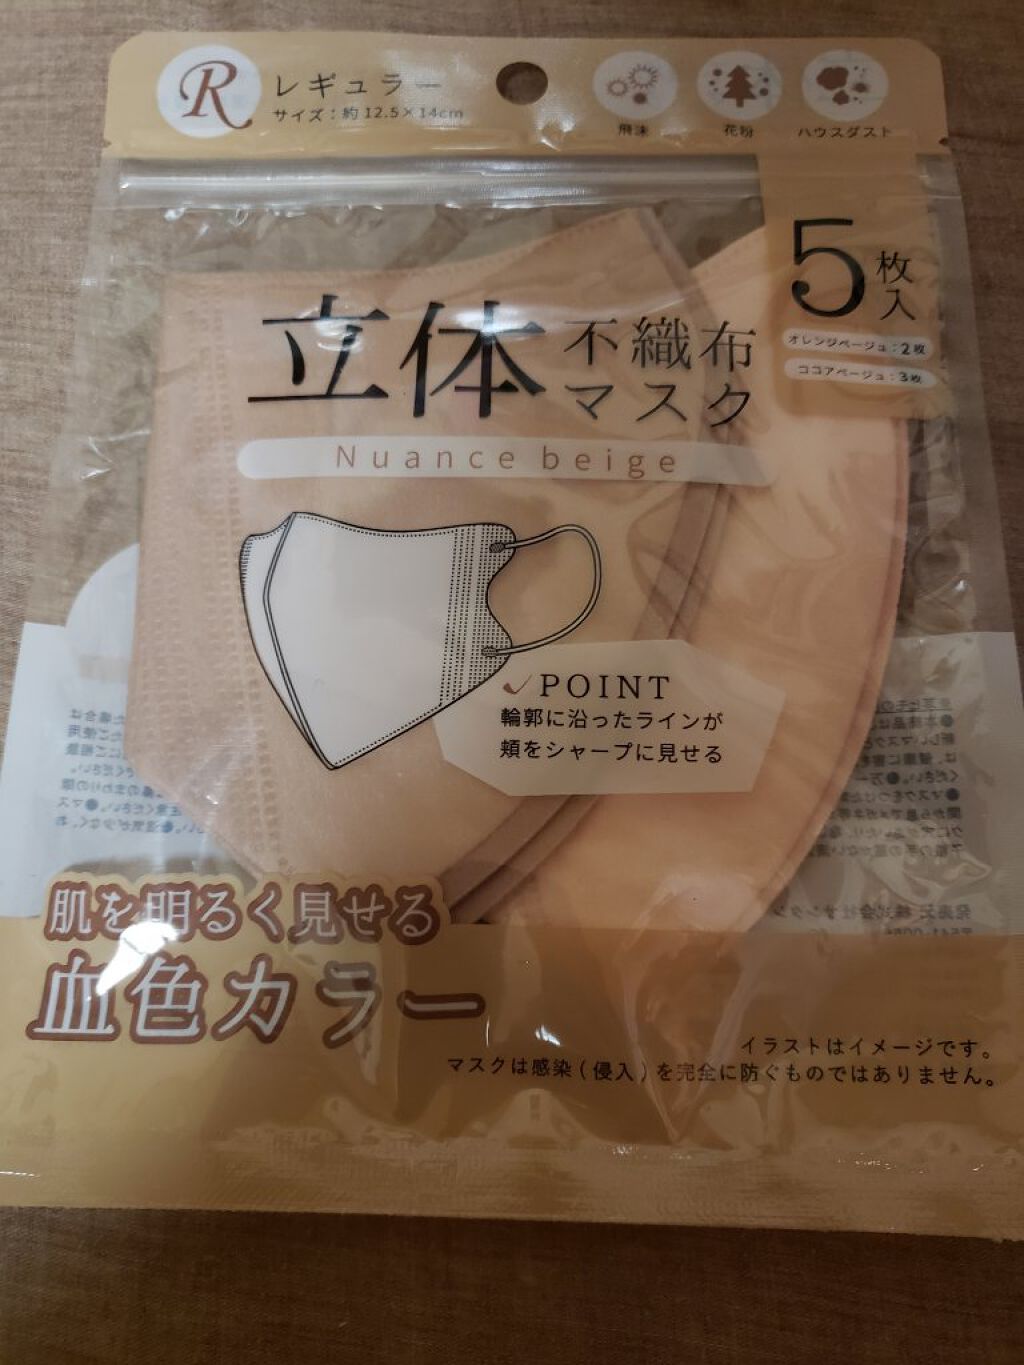 R レギュラー
サイズ：約12.5×14cm
飛沫
花粉
ハウスダスト
5枚入
オレンジベージュ：2枚
ココアベージュ：3枚
立体不織布マスク
Nuance beige
POINT
輪郭に沿ったラインが
頬をシャープに見せる
肌を明るく見せる
血色カラー
イラストはイメージです。
マスクは感染(侵入)を完全に防ぐものではありません。